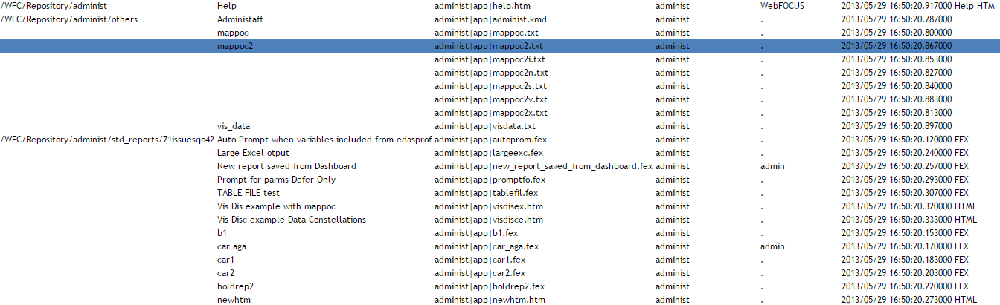 /WFC/Repository/administ Help administ|app|help.htm administ WebFOCUS 2013/05/29 16:50:20.917000 Help HTM
/WFC/Repository/administ/others Administaff administ|app|administ.kmd administ . 2013/05/29 16:50:20.787000
mappoc administ|app|mappoc.txt administ . 2013/05/29 16:50:20.800000
mappoc2 administ|app|mappoc2.txt administ . 2013/05/29 16:50:20.867000
administ|app|mappoc2i.txt administ . 2013/05/29 16:50:20.853000
administ|app|mappoc2n.txt administ . 2013/05/29 16:50:20.827000
administ|app|mappoc2s.txt administ . 2013/05/29 16:50:20.840000
administ|app|mappoc2v.txt administ . 2013/05/29 16:50:20.883000
administ|app|mappoc2x.txt administ . 2013/05/29 16:50:20.813000
vis_data administ|app|visdata.txt administ . 2013/05/29 16:50:20.897000
/WFC/Repository/administ/std_reports/71issuesqo42 Auto Prompt when variables included from edasprof administ|app|autoprom.fex administ . 2013/05/29 16:50:20.120000 FEX
Large Excel otput administ|app|largeexc.fex administ . 2013/05/29 16:50:20.240000 FEX
New report saved from Dashboard administ|app|new_report_saved_from_dashboard.fex administ admin 2013/05/29 16:50:20.257000 FEX
Prompt for parms Defer Only administ|app|promptfo.fex administ . 2013/05/29 16:50:20.293000 FEX
TABLE FILE test administ|app|tablefil.fex administ . 2013/05/29 16:50:20.307000 FEX
Vis Dis example with mappoc administ|app|visdisex.htm administ . 2013/05/29 16:50:20.320000 HTML
Vis Disc example Data Constellations administ|app|visdisce.htm administ . 2013/05/29 16:50:20.333000 HTML
b1 administ|app|b1.fex administ . 2013/05/29 16:50:20.153000 FEX
car aga administ|app|car_aga.fex administ admin 2013/05/29 16:50:20.170000 FEX
car1 administ|app|car1.fex administ . 2013/05/29 16:50:20.183000 FEX
car2 administ|app|car2.fex administ . 2013/05/29 16:50:20.203000 FEX
holdrep2 administ|app|holdrep2.fex administ . 2013/05/29 16:50:20.220000 FEX
newhtm administ|app|newhtm.htm administ . 2013/05/29 16:50:20.273000 HTML